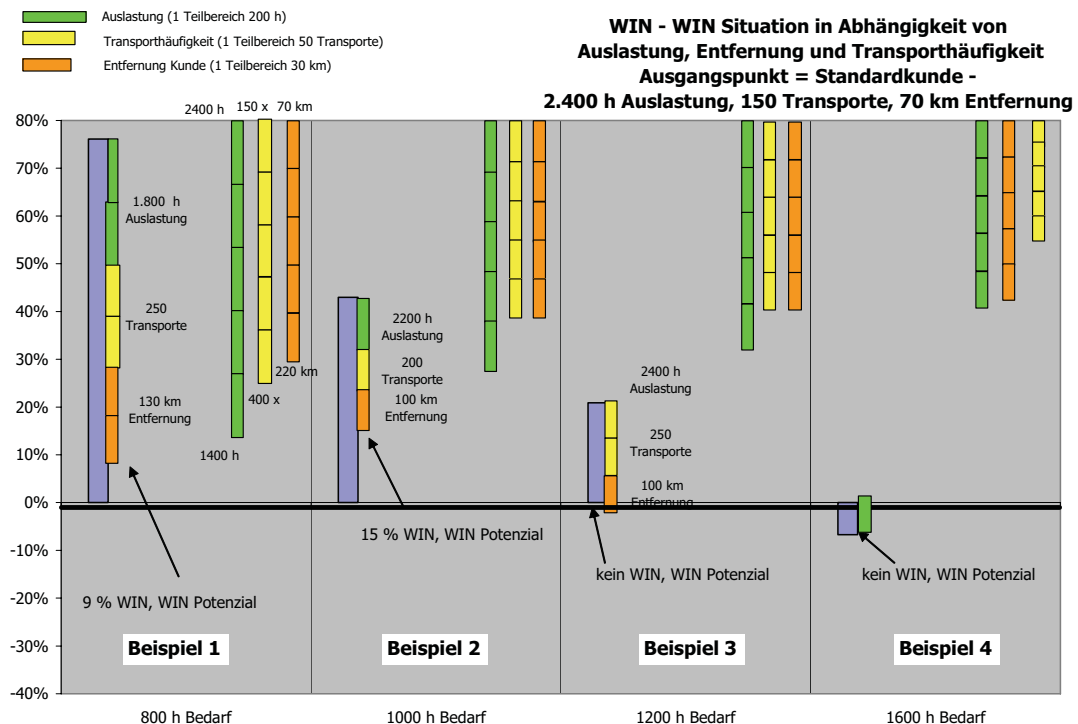 Auslastung (1 Teilbereich 200 h)
Transporthäufigkeit (1 Teilbereich 50 Transporte)
Entfernung Kunde (1 Teilbereich 30 km)
WIN - WIN Situation in Abhängigkeit von
Auslastung, Entfernung und Transporthäufigkeit
Ausgangspunkt = Standardkunde -
2.400 h Auslastung, 150 Transporte, 70 km Entfernung
2400 h
150 x
70 km
80%
70%
60%
50%
40%
30%
20%
10%
0%
-10%
-20%
-30%
-40%
1.800 h
Auslastung
250
Transporte
130 km
Entfernung
1400 h
400 x
220 km
9 % WIN, WIN Potenzial
2200 h
Auslastung
200
Transporte
100 km
Entfernung
15 % WIN, WIN Potenzial
2400 h
Auslastung
250
Transporte
100 km
Entfernung
kein WIN, WIN Potenzial
kein WIN, WIN Potenzial
Beispiel 1
Beispiel 2
Beispiel 3
Beispiel 4
800 h Bedarf
1000 h Bedarf
1200 h Bedarf
1600 h Bedarf